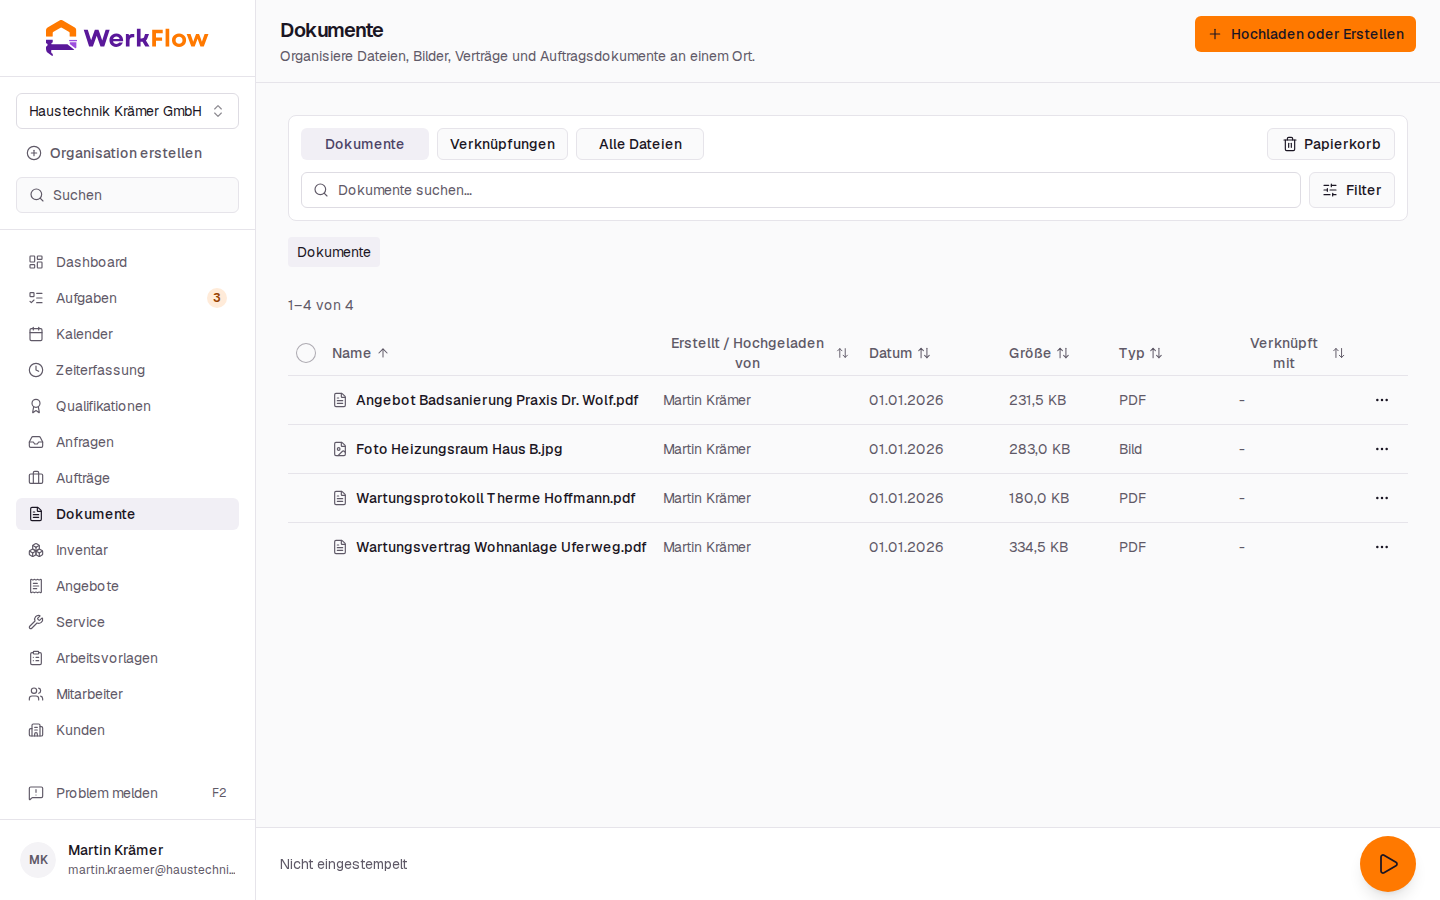 WerkFlow
Haustechnik Krämer GmbH
Organisation erstellen
Suchen
Dashboard
Aufgaben 3
Kalender
Zeiterfassung
Qualifikationen
Anfragen
Aufträge
Dokumente
Inventar
Angebote
Service
Arbeitsvorlagen
Mitarbeiter
Kunden
Problem melden F2
MK
Martin Krämer
martin.kraemer@haustechni...
Dokumente
Organisiere Dateien, Bilder, Verträge und Auftragsdokumente an einem Ort.
Hochladen oder Erstellen
Dokumente Verknüpfungen Alle Dateien Papierkorb
Dokumente suchen... Filter
Dokumente
1–4 von 4
Name Erstellt / Hochgeladen von Datum Größe Typ Verknüpft mit
Angebot Badsanierung Praxis Dr. Wolf.pdf Martin Krämer 01.01.2026 231,5 KB PDF -
Foto Heizungsraum Haus B.jpg Martin Krämer 01.01.2026 283,0 KB Bild -
Wartungsprotokoll Therme Hoffmann.pdf Martin Krämer 01.01.2026 180,0 KB PDF -
Wartungsvertrag Wohnanlage Uferweg.pdf Martin Krämer 01.01.2026 334,5 KB PDF -
Nicht eingestempelt